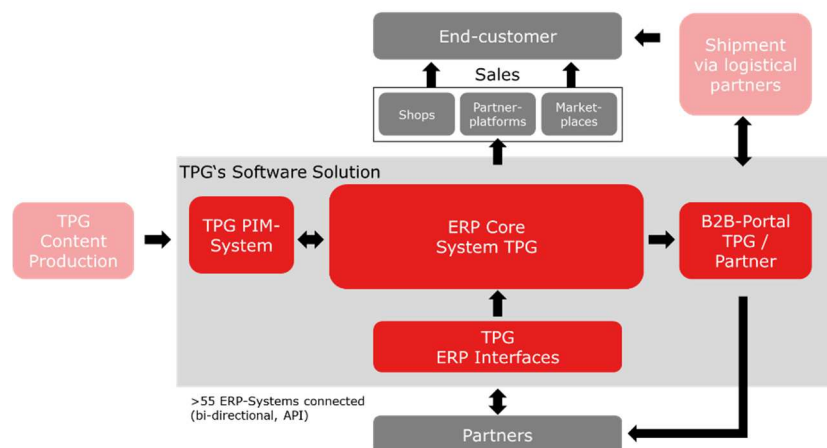 End-customer
Shipment
via logistical
partners
Sales
Shops
Partner-
platforms
Market-
places
TPG‘s Software Solution
TPG
Content
Production
TPG PIM-
System
ERP Core
System TPG
B2B-Portal
TPG /
Partner
TPG
ERP Interfaces
>55 ERP-Systems connected
(bi-directional, API)
Partners